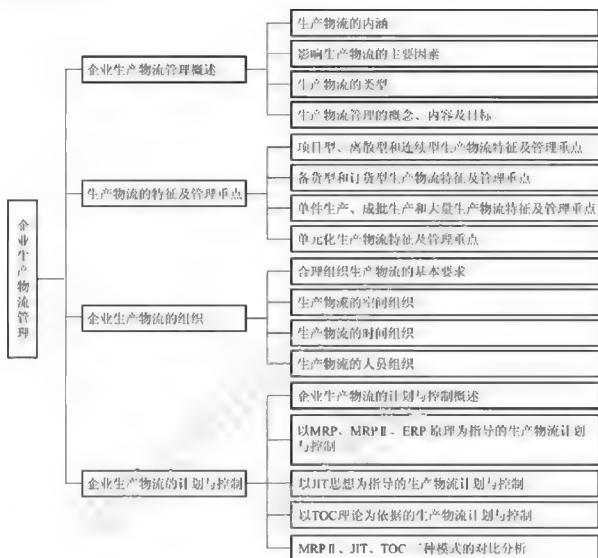 企业生产物流管理
企业生产物流管理概述
生产物流的内涵
影响生产物流的主要因素
生产物流的类型
生产物流管理的概念、内容及目标
生产物流的特征及管理重点
项目型、离散型和连续型生产物流特征及管理重点
备货型和订货型生产物流特征及管理重点
单件生产、成批生产和大量生产物流特征及管理重点
单元化生产物流特征及管理重点
企业生产物流的组织
合理组织生产物流的基本要求
生产物流的空间组织
生产物流的时间组织
生产物流的人员组织
企业生产物流的计划与控制
企业生产物流的计划与控制概述
以MRP、MRPⅡ、ERP原理为指导的生产物流计划
与控制
以JIT思想为指导的生产物流计划与控制
以TOC理论为依据的生产物流计划与控制
MRPⅡ、JIT、TOC三种模式的对比分析